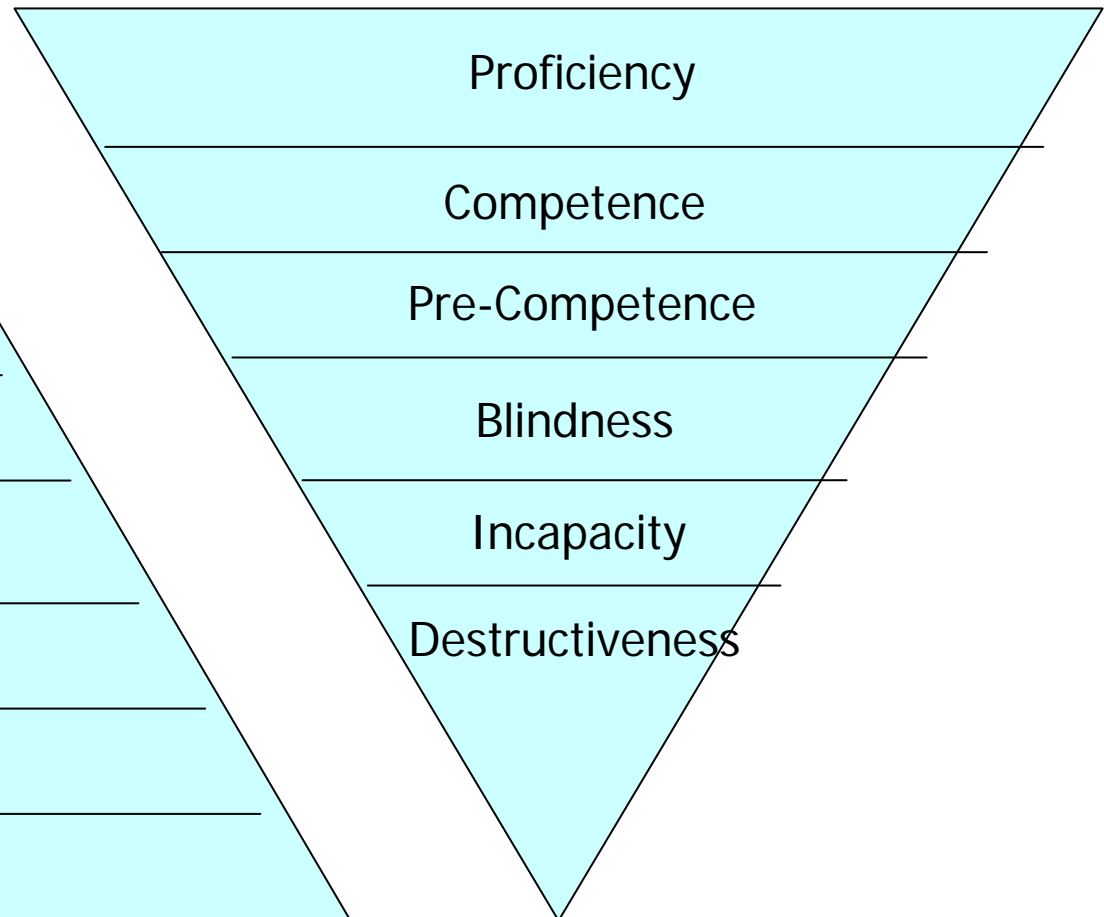 Proficiency
Competence
Pre-Competence
Blindness
Incapacity
Destructiveness